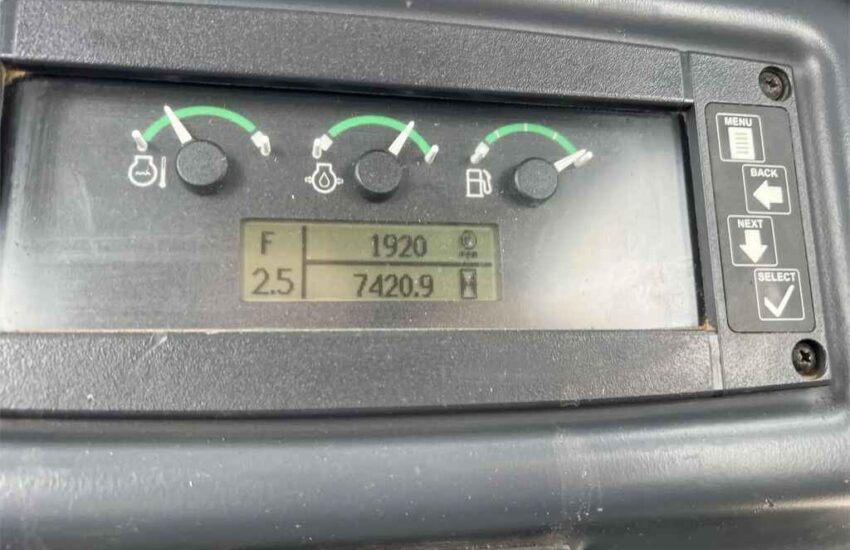 F 1920
2.5 7420.9
MENU
BACK
NEXT
SELECT